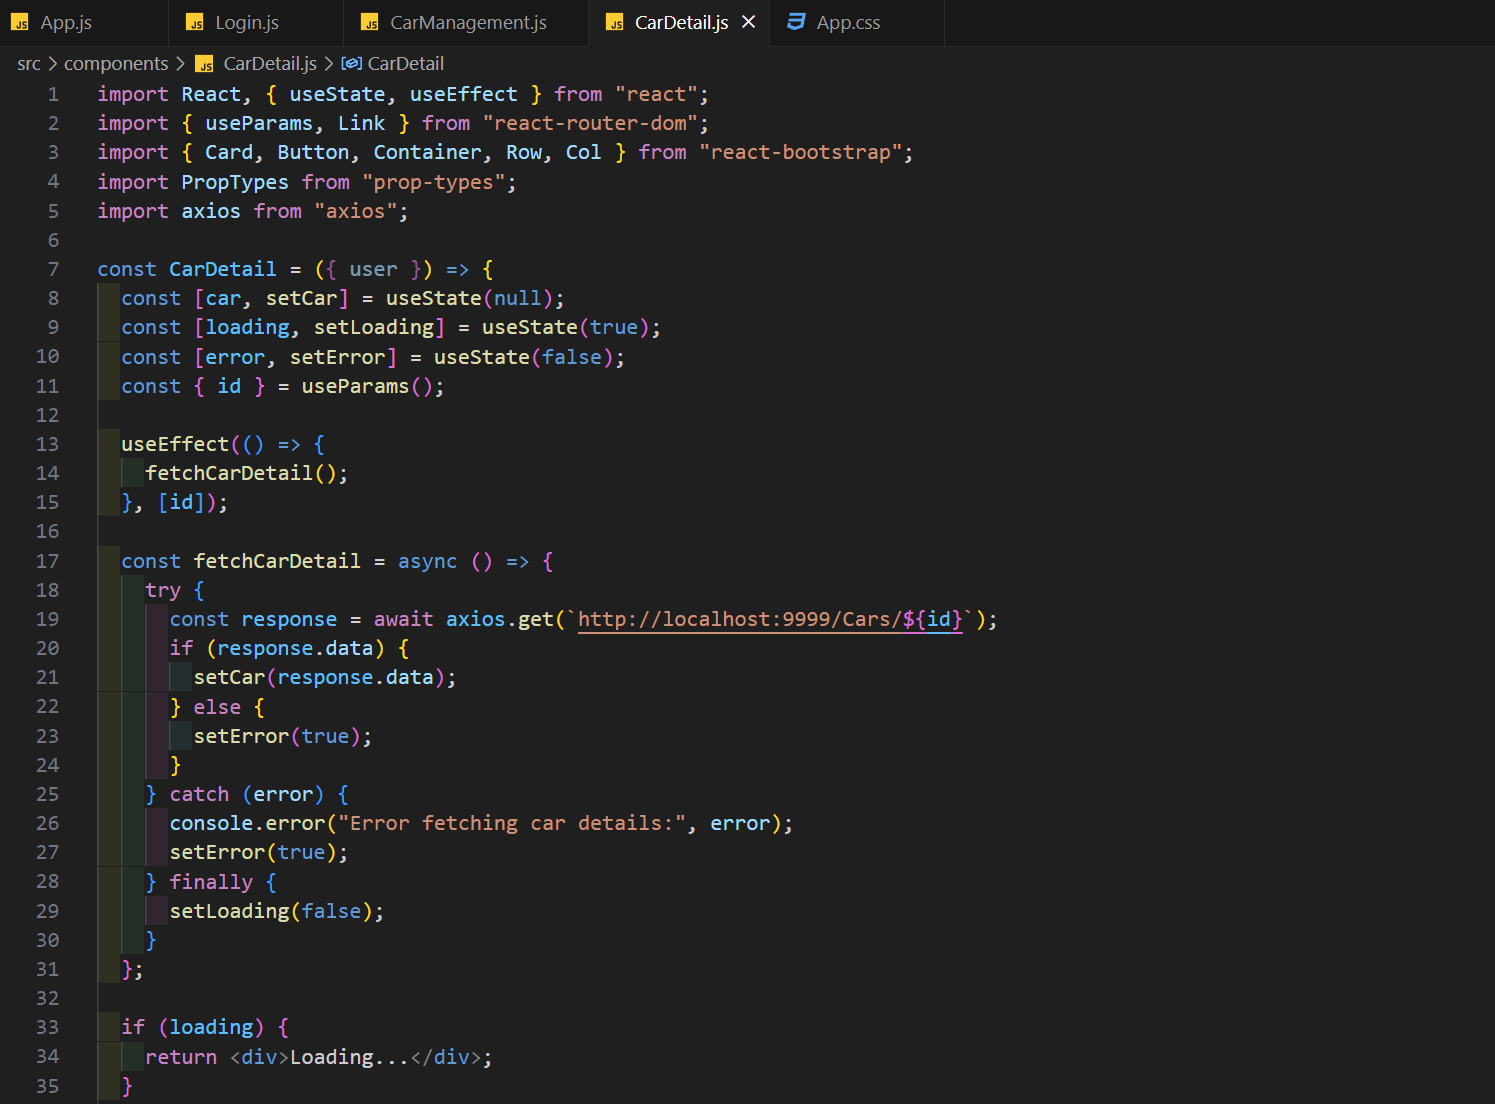 JS App.js JS Login.js JS CarManagement.js JS CarDetail.js × App.css
src > components > JS CarDetail.js > CarDetail
1 import React, { useState, useEffect } from "react";
2 import { useParams, Link } from "react-router-dom";
3 import { Card, Button, Container, Row, Col } from "react-bootstrap";
4 import PropTypes from "prop-types";
5 import axios from "axios";
6
7 const CarDetail = ({ user }) => {
8   const [car, setCar] = useState(null);
9   const [loading, setLoading] = useState(true);
10   const [error, setError] = useState(false);
11   const { id } = useParams();
12
13   useEffect(() => {
14     fetchCarDetail();
15   }, [id]);
16
17   const fetchCarDetail = async () => {
18     try {
19       const response = await axios.get(`http://localhost:9999/Cars/${id}`);
20       if (response.data) {
21         setCar(response.data);
22       } else {
23         setError(true);
24       }
25     } catch (error) {
26       console.error("Error fetching car details:", error);
27       setError(true);
28     } finally {
29       setLoading(false);
30     }
31   };
32
33   if (loading) {
34     return <div>Loading...</div>;
35   }